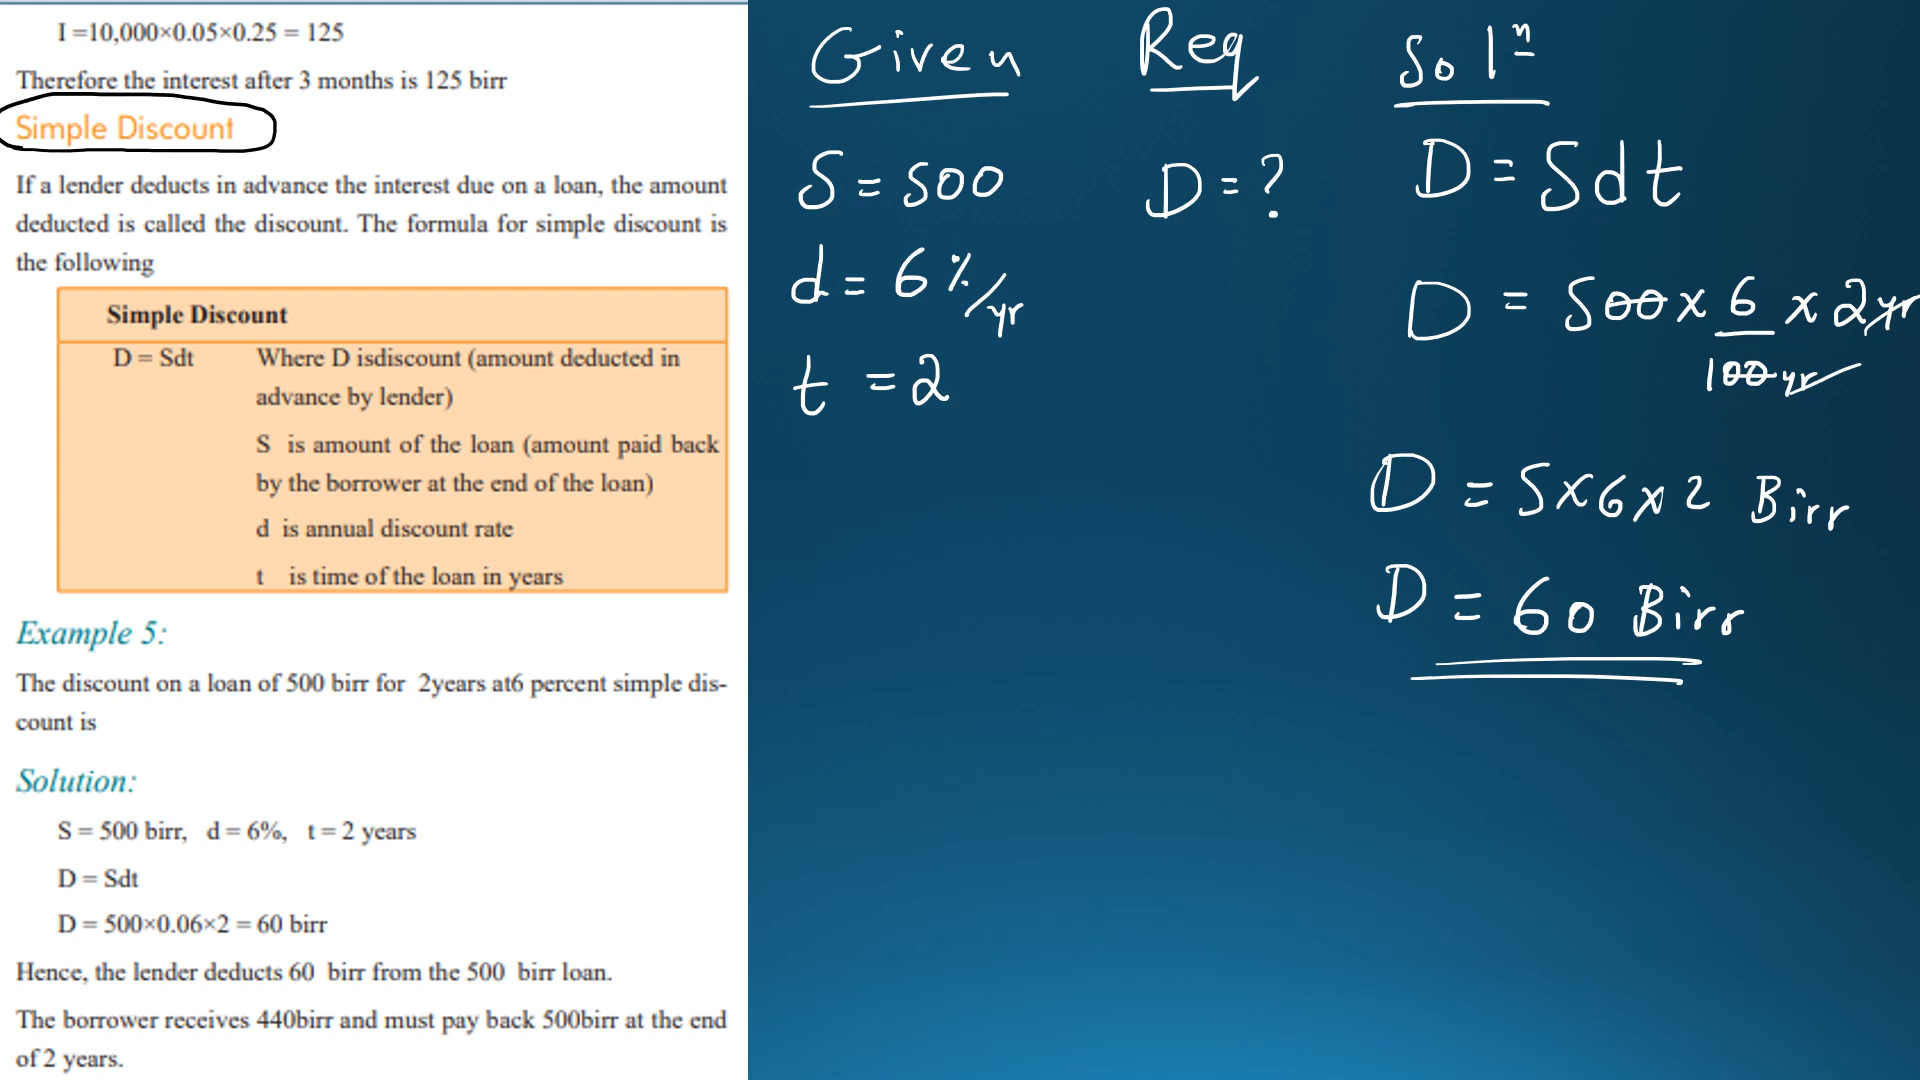 I =10,000×0.05×0.25 = 125
Therefore the interest after 3 months is 125 birr
Simple Discount
If a lender deducts in advance the interest due on a loan, the amount
deducted is called the discount. The formula for simple discount is
the following
Simple Discount
D = Sdt Where D isdiscount (amount deducted in
advance by lender)
S is amount of the loan (amount paid back
by the borrower at the end of the loan)
d is annual discount rate
t is time of the loan in years
Example 5:
The discount on a loan of 500 birr for 2years at6 percent simple dis-
count is
Solution:
S = 500 birr, d = 6%, t = 2 years
D = Sdt
D = 500×0.06×2 = 60 birr
Hence, the lender deducts 60 birr from the 500 birr loan.
The borrower receives 440birr and must pay back 500birr at the end
of 2 years.
Given
S = 500
d = 6%/yr
t = 2
Req
D = ?
Solⁿ
D = Sdt
D = 500 x 6 x 2yr
100yr
D = 5x6x2 Birr
D = 60 Birr